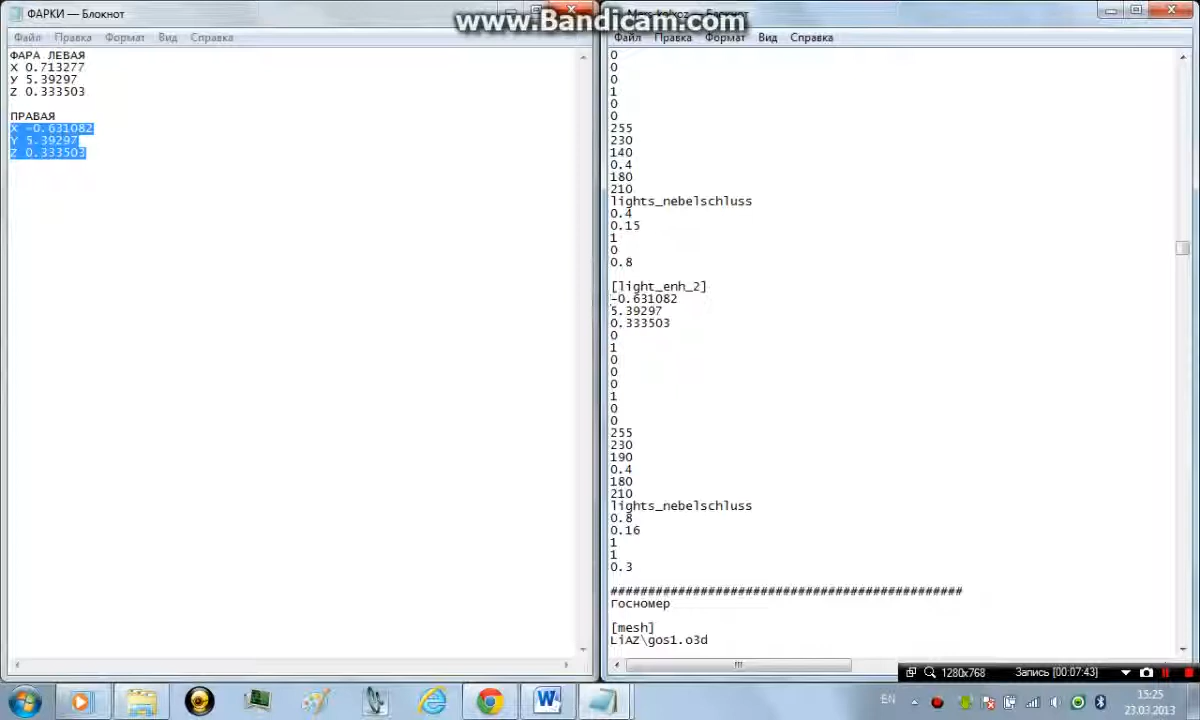 www.Bandicam.com
ФАРКИ — Блокнот
Файл Правка Формат Вид Справка
ФАРА ЛЕВАЯ
X 0.713277
У 5.39297
Z 0.333503
ПРАВАЯ
X -0.631082
Y 5.39297
Z 0.333503
Блокнот
Файл Правка Формат Вид Справка
0
0
0
1
0
0
255
230
140
0.4
180
210
lights_nebelschluss
0.4
0.15
1
0
0.8
[light_enh_2]
-0.631082
5.39297
0.333503
0
1
0
0
0
1
0
0
255
230
190
0.4
180
210
lights_nebelschluss
0.8
0.16
1
1
0.3
###############################################
Госномер
[mesh]
LiAZ\gos1.o3d
1280x768 Запись [00:07:43]
EN
15:25
23.03.2013